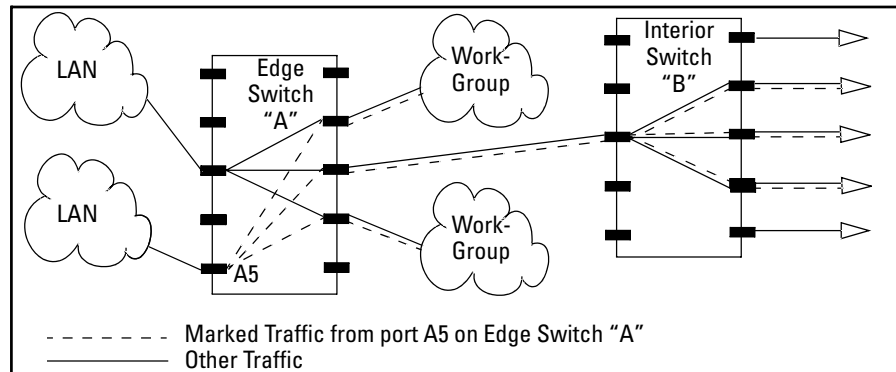 LAN
Edge
Switch
“A”
Work-
Group
Interior
Switch
“B”
LAN
A5
Work-
Group
Marked Traffic from port A5 on Edge Switch “A”
Other Traffic